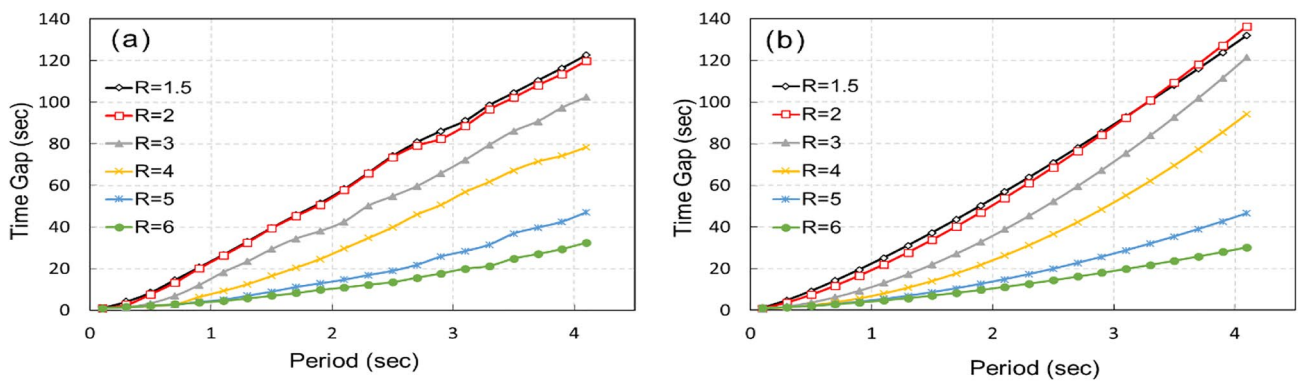 (a)
Time Gap (sec)
140
120
100
80
60
40
20
0
R=1.5
R=2
R=3
R=4
R=5
R=6
0 1 2 3 4
Period (sec)
(b)
Time Gap (sec)
140
120
100
80
60
40
20
0
R=1.5
R=2
R=3
R=4
R=5
R=6
0 1 2 3 4
Period (sec)